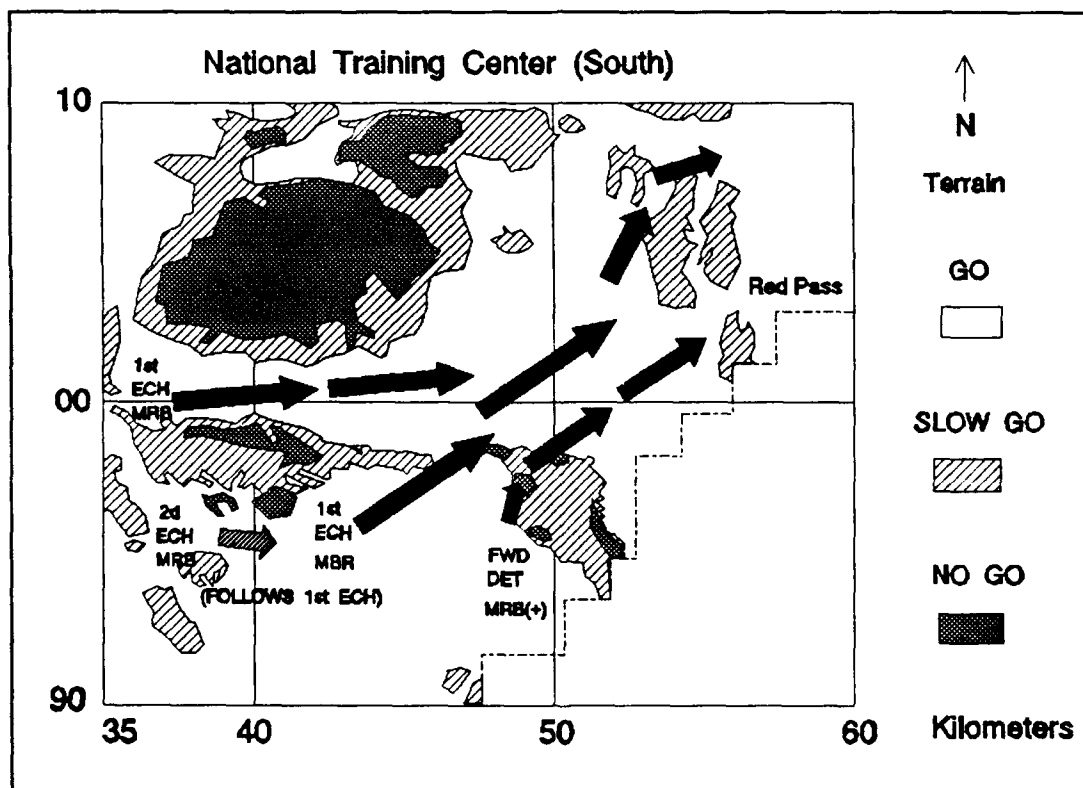 National Training Center (South)
10
00
90
35
40
50
60
Kilometers
N
Terrain
GO
SLOW GO
NO GO
Red Pass
1st
ECH
MRB
2d
ECH
MRB
(FOLLOWS 1st ECH)
1st
ECH
MBR
FWD
DET
MRB(+)